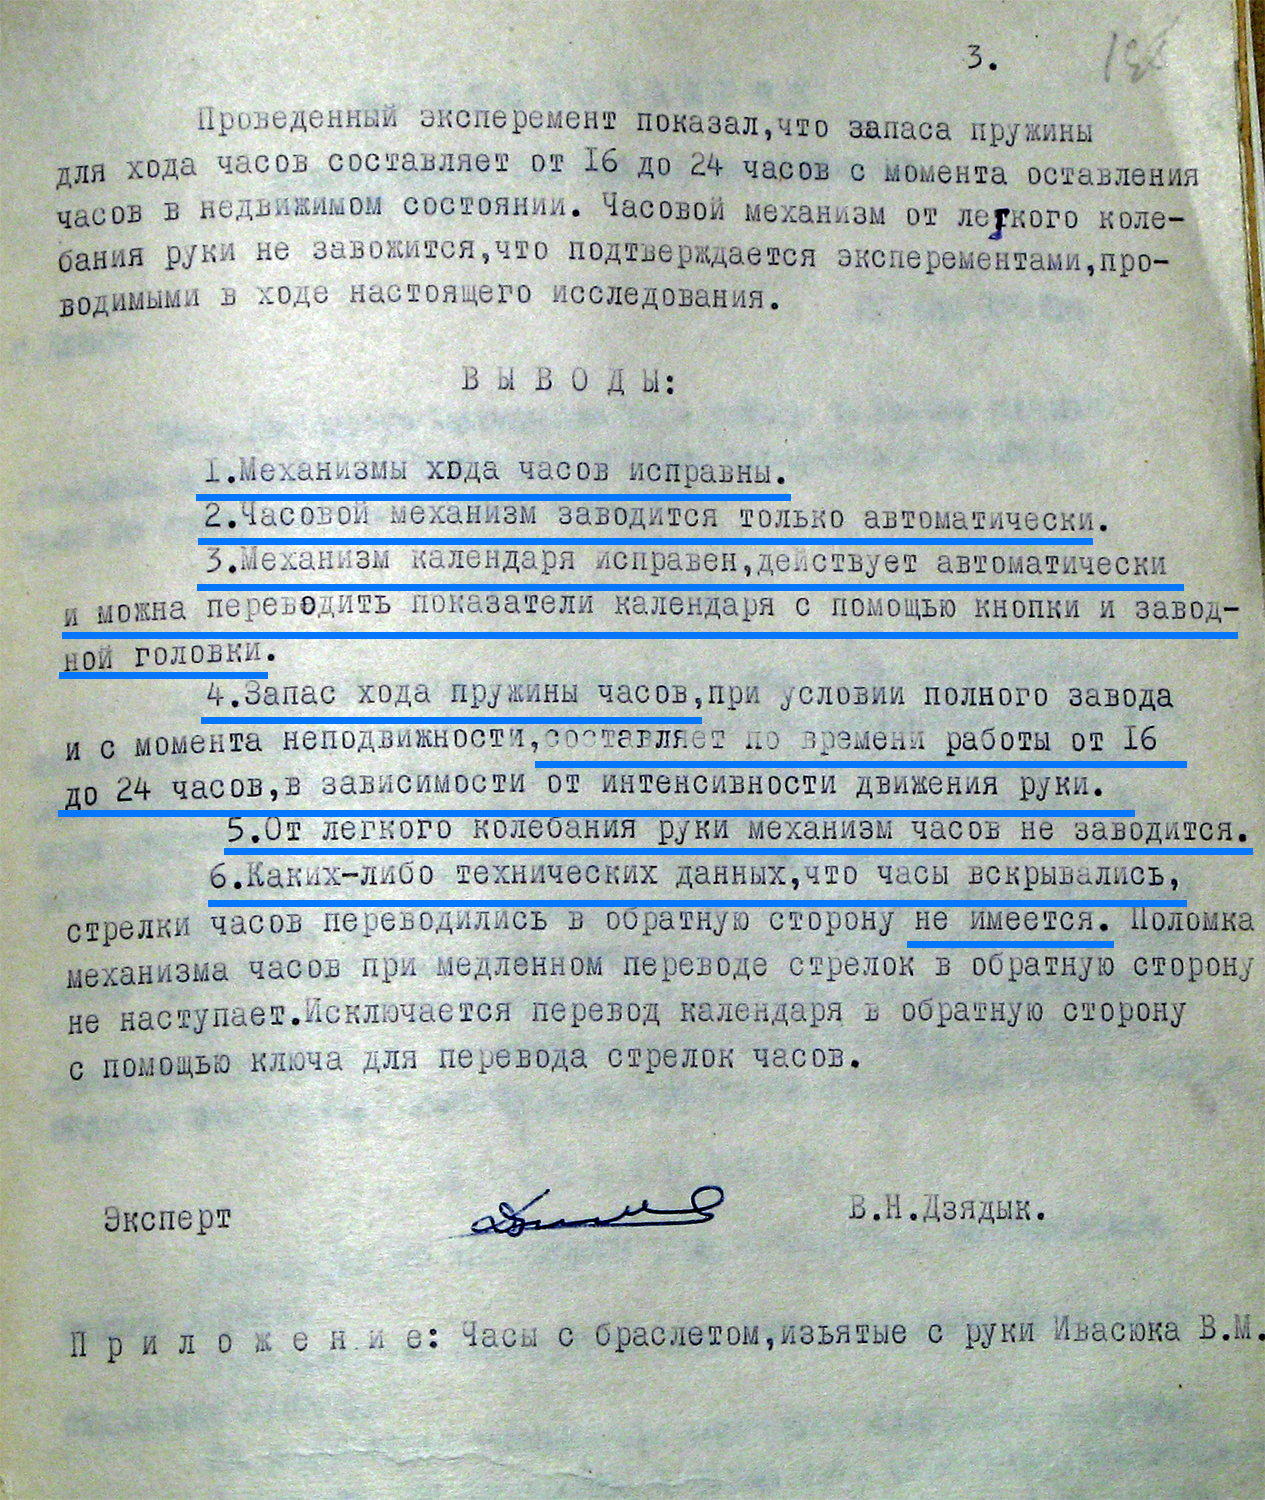 3.
Проведенный эксперемент показал,что запаса пружины
для хода часов составляет от 16 до 24 часов с момента оставления
часов в недвижимом состоянии. Часовой механизм от легкого коле-
бания руки не завожится,что подтверждается эксперементами,про-
водимыми в ходе настоящего исследования.
В Ы В О Д Ы:
1.Механизмы хода часов исправны.
2.Часовой механизм заводится только автоматически.
3.Механизм календаря исправен,действует автоматически
и можна переводить показатели календаря с помощью кнопки и завод-
ной головки.
4.Запас хода пружины часов,при условии полного завода
и с момента неподвижности,составляет по времени работы от 16
до 24 часов,в зависимости от интенсивности движения руки.
5.От легкого колебания руки механизм часов не заводится.
6.Каких-либо технических данных,что часы вскрывались,
стрелки часов переводились в обратную сторону не имеется. Поломка
механизма часов при медленном переводе стрелок в обратную сторону
не наступает.Исключается перевод календаря в обратную сторону
с помощью ключа для перевода стрелок часов.
Эксперт В.Н.Дзядык.
П р и л о ж е н и е: Часы с браслетом,изьятые с руки Ивасюка В.М.